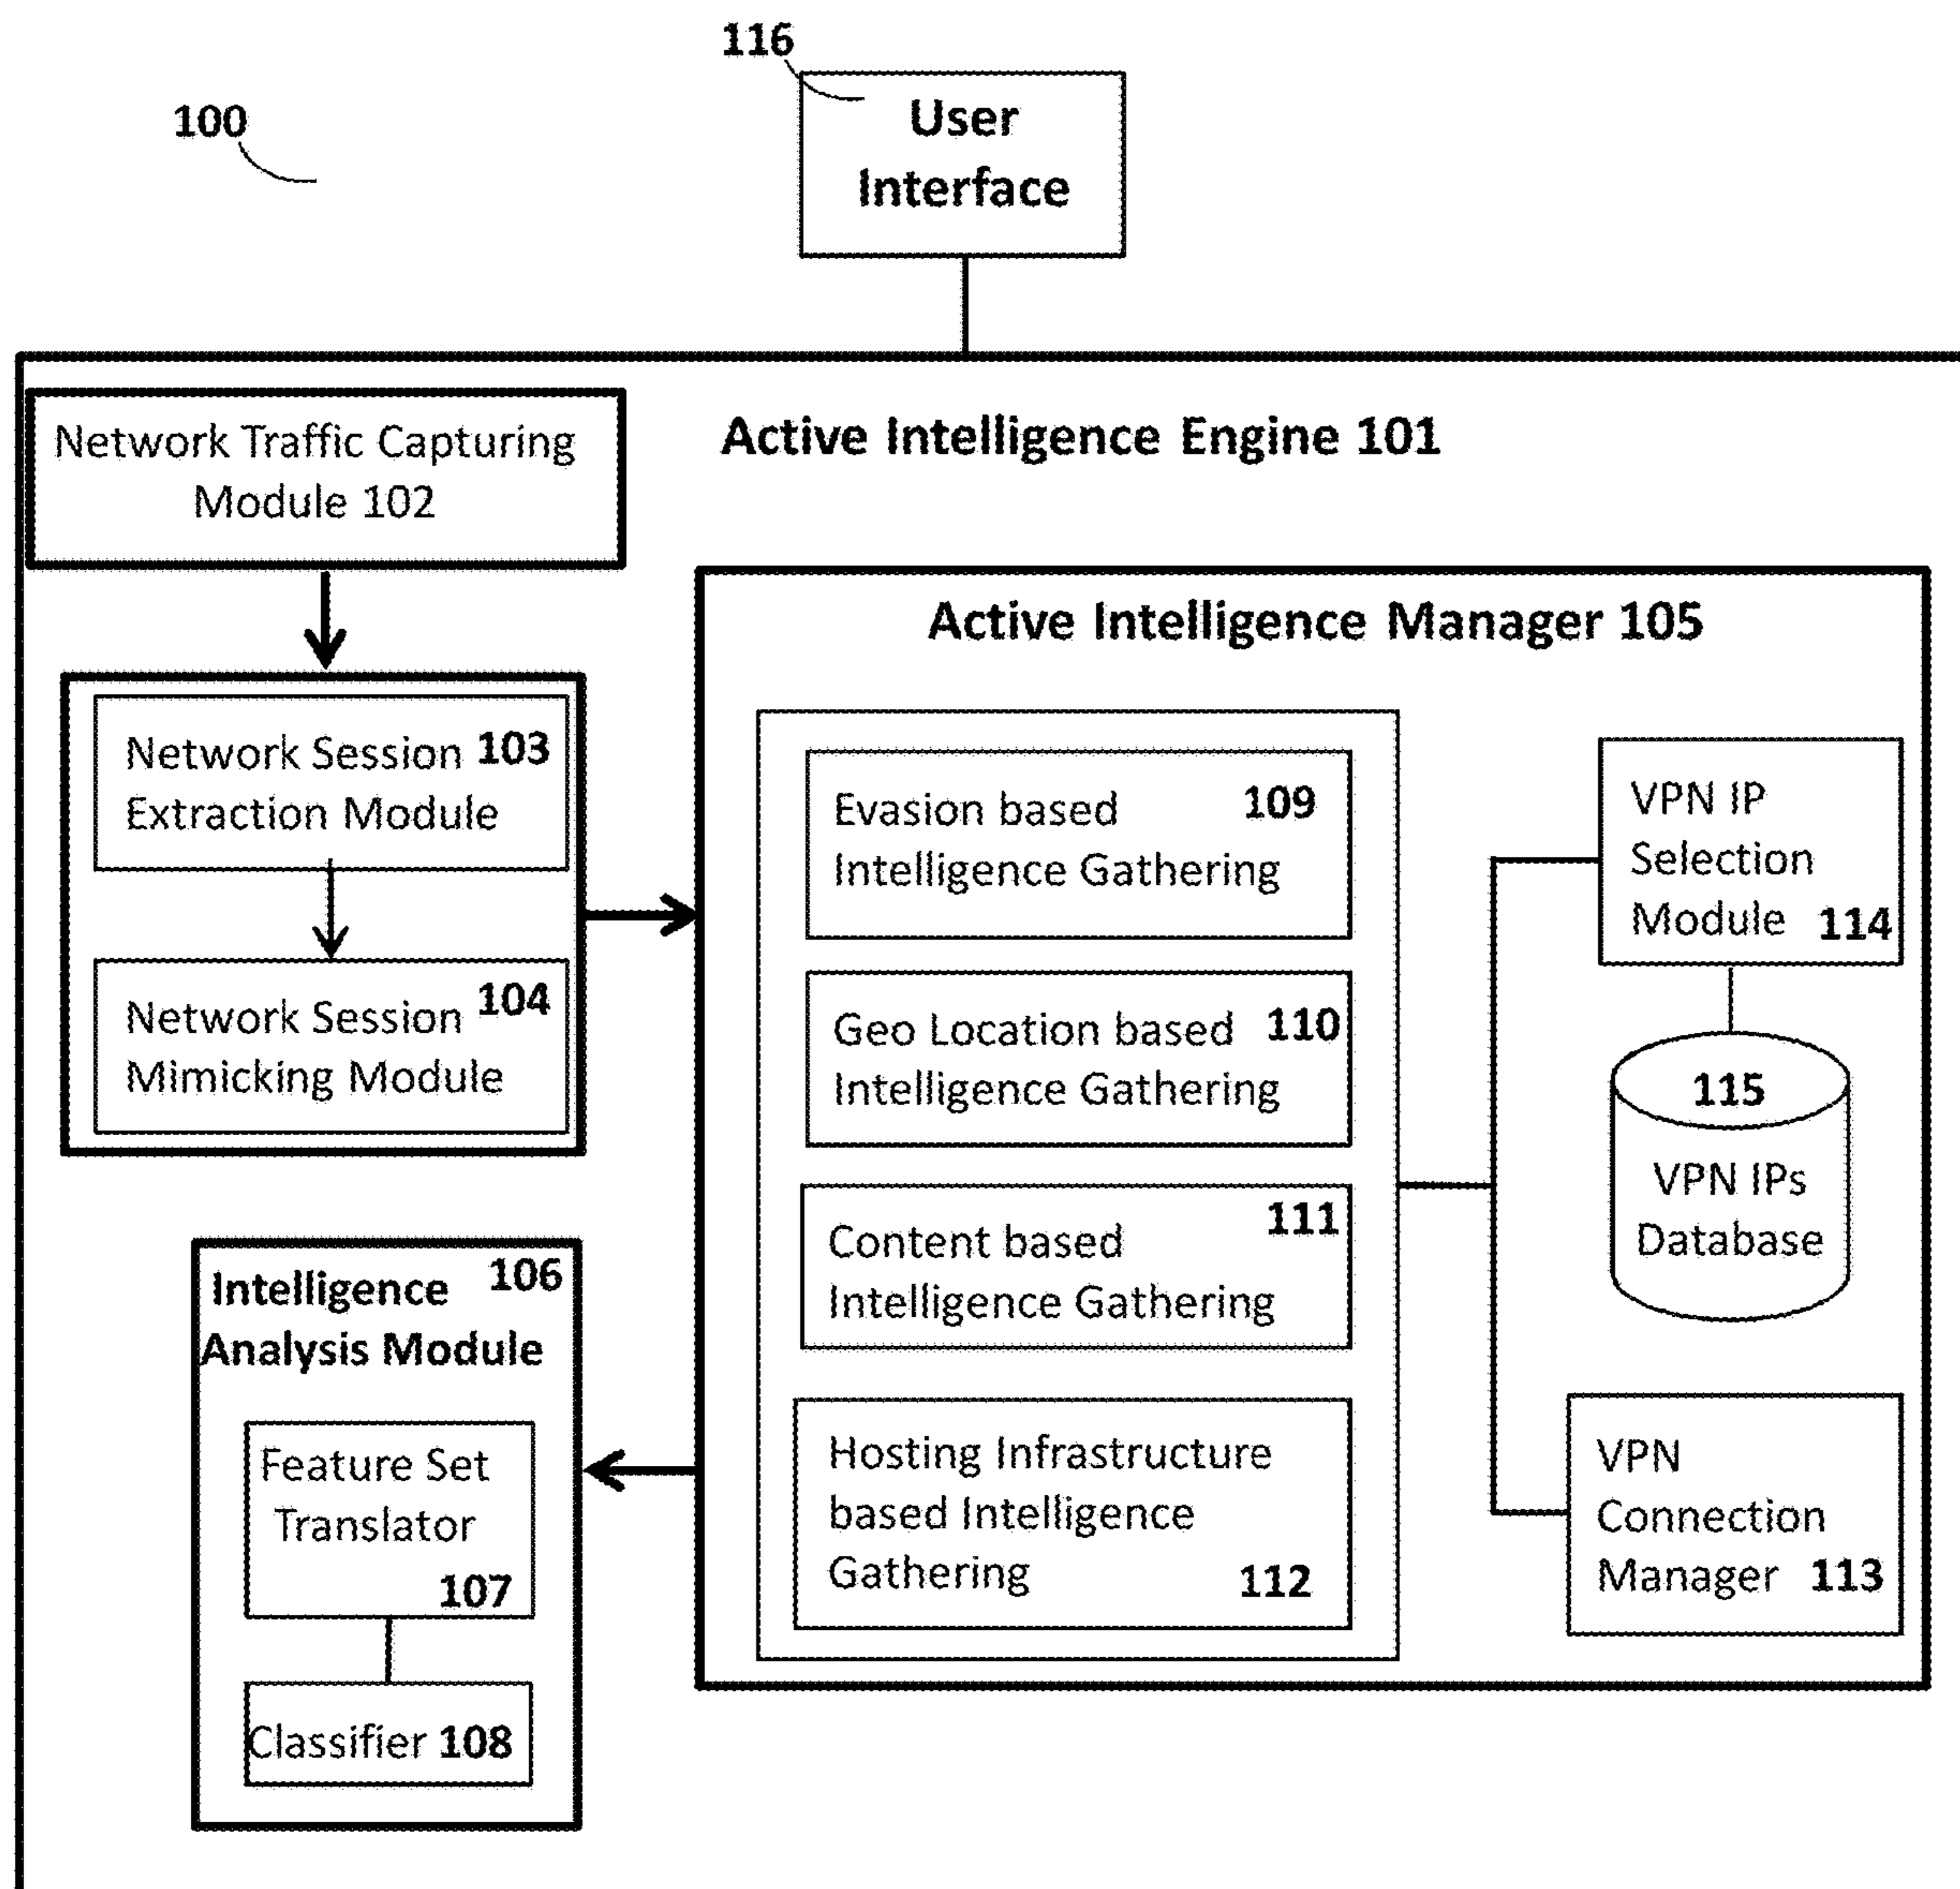 116
User
Interface
100
Network Traffic Capturing
Module 102
Active Intelligence Engine 101
Active Intelligence Manager 105
Network Session 103
Extraction Module
Network Session 104
Mimicking Module
Evasion based 109
Intelligence Gathering
Geo Location based 110
Intelligence Gathering
Content based 111
Intelligence Gathering
Hosting Infrastructure
based Intelligence
Gathering 112
VPN IP
Selection
Module 114
115
VPN IPs
Database
VPN
Connection
Manager 113
Intelligence 106
Analysis Module
Feature Set
Translator
107
Classifier 108